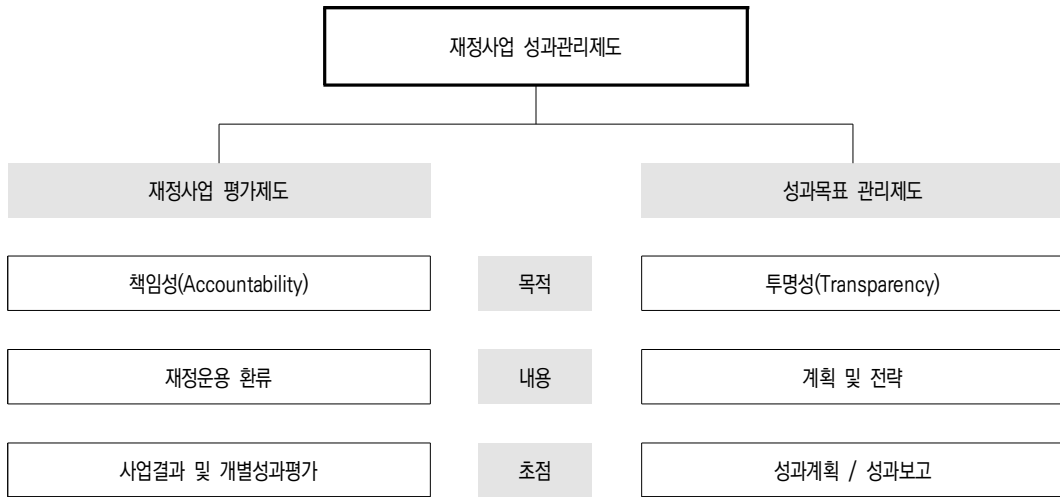 재정사업 성과관리제도
재정사업 평가제도
성과목표 관리제도
책임성(Accountability)
목적
투명성(Transparency)
재정운용 환류
내용
계획 및 전략
사업결과 및 개별성과평가
초점
성과계획 / 성과보고